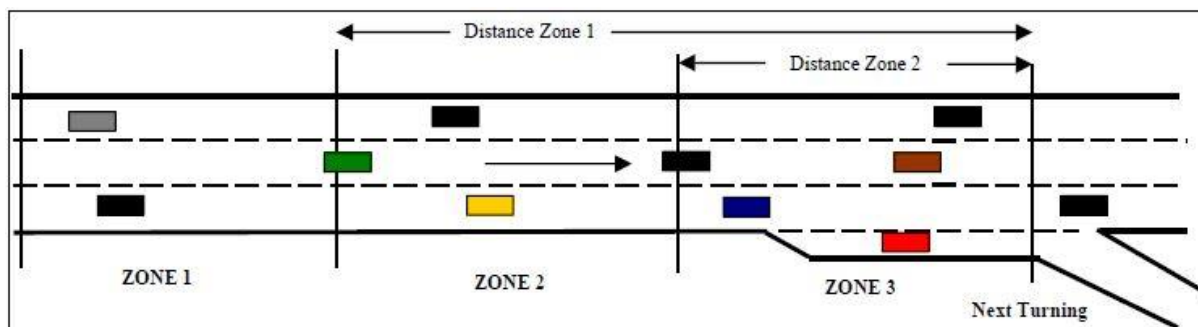 Distance Zone 1
Distance Zone 2
ZONE 1
ZONE 2
ZONE 3
Next Turning